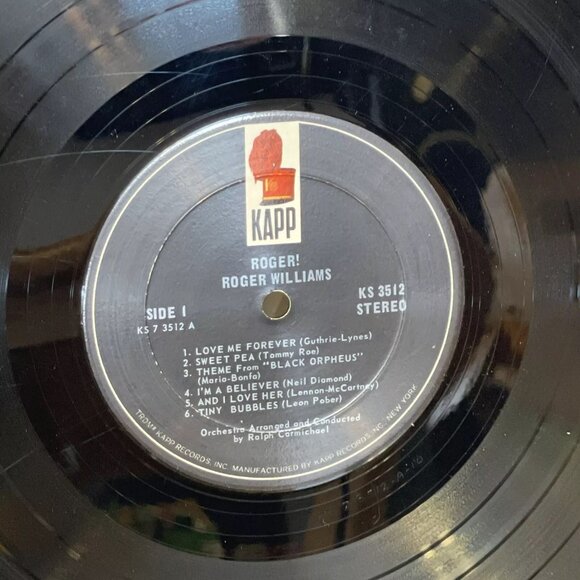 KAPP
ROGER!
ROGER WILLIAMS
SIDE I
KS 7 3512 A
KS 3512
STEREO
1. LOVE ME FOREVER (Guthrie-Lynes)
2. SWEET PEA (Tommy Roe)
3. THEME From "BLACK ORPHEUS"
(Maria-Bonfa)
4. I'M A BELIEVER (Neil Diamond)
5. AND I LOVE HER (Lennon-McCartney)
6. TINY BUBBLES (Leon Pober)
Orchestra Arranged and Conducted
by Ralph Carmichael
KAPP RECORDS, INC. MANUFACTURED BY KAPP RECORDS, INC. NEW YORK